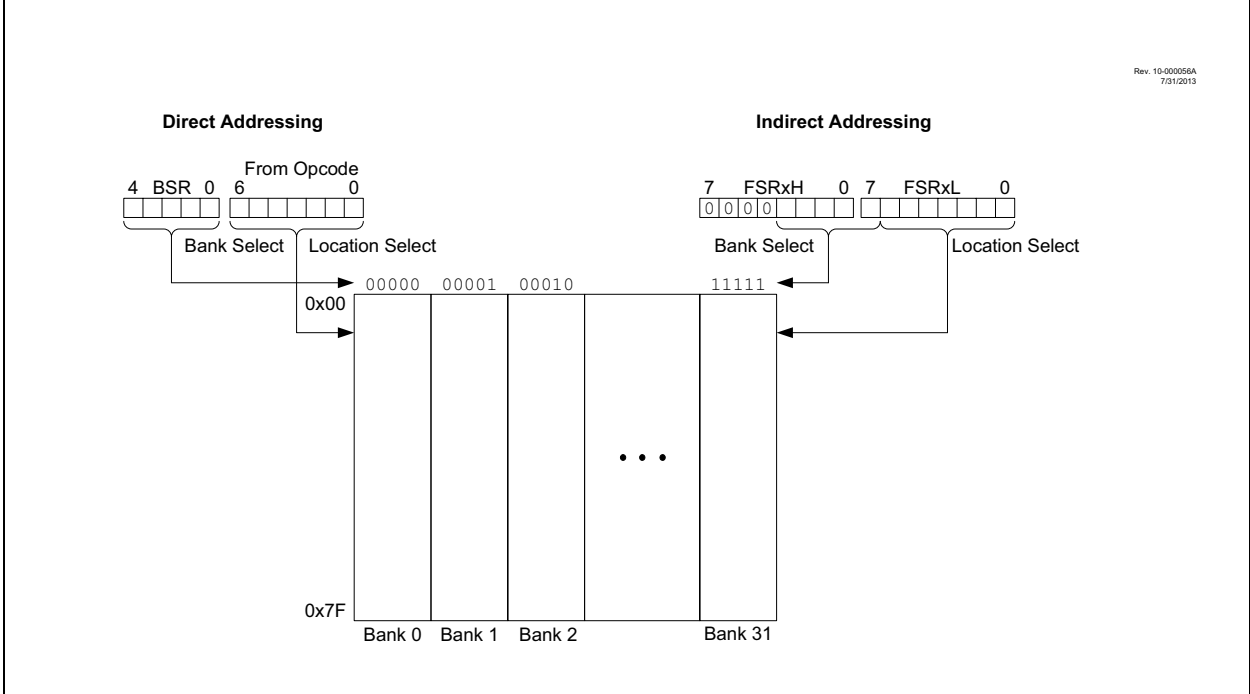 Rev. 10-000056A
7/31/2013
Direct Addressing
Indirect Addressing
From Opcode
4 BSR 0 6 0
7 FSRxH 0 7 FSRxL 0
0 0 0 0
Bank Select Location Select
Bank Select Location Select
00000 00001 00010 11111
0x00
• • •
0x7F
Bank 0 Bank 1 Bank 2 Bank 31